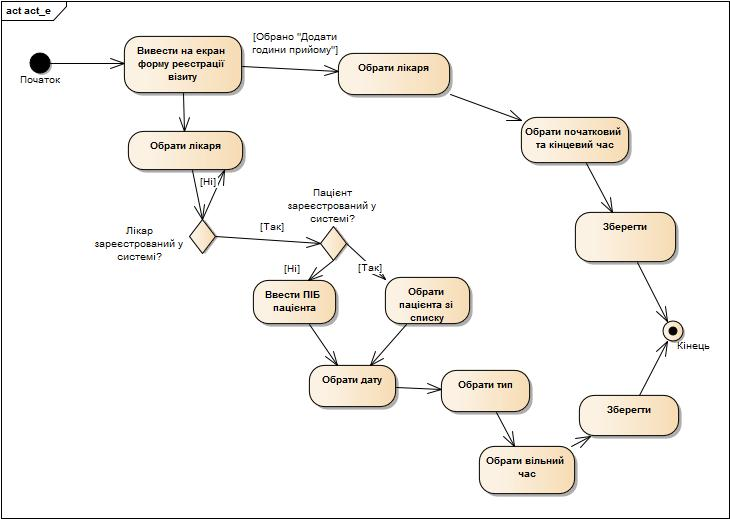 act act_e
Початок
Вивести на екран
форму реєстрації
візиту
[Обрано "Додати
години прийому"]
Обрати лікаря
Обрати початковий
та кінцевий час
Зберегти
Обрати лікаря
[Ні]
Лікар
зареєстрований у
системі?
[Так]
Пацієнт
зареєстрований у
системі?
[Ні]
[Так]
Ввести ПІБ
пацієнта
Обрати
пацієнта зі
списку
Обрати дату
Обрати тип
Обрати вільний
час
Зберегти
Кінець